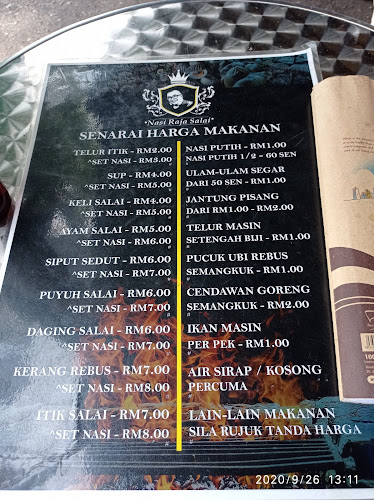 •Nasi Raja Salai•
SENARAI HARGA MAKANAN
TELUR ITIK - RM2.00
^SET NASI - RM3.00
SUP - RM4.00
^SET NASI - RM5.00
KELI SALAI - RM4.00
^SET NASI - RM5.00
AYAM SALAI - RM5.00
^SET NASI - RM6.00
SIPUT SEDUT - RM6.00
^SET NASI - RM7.00
PUYUH SALAI - RM6.00
^SET NASI - RM7.00
DAGING SALAI - RM6.00
^SET NASI - RM7.00
KERANG REBUS - RM7.00
^SET NASI - RM8.00
ITIK SALAI - RM7.00
^SET NASI - RM8.00
NASI PUTIH - RM1.00
NASI PUTIH 1/2 = 60 SEN
ULAM-ULAM SEGAR
DARI 50 SEN - RM1.00
JANTUNG PISANG
DARI RM1.00 - RM2.00
TELUR MASIN
SETENGAH BIJI - RM1.00
PUCUK UBI REBUS
SEMANGKUK - RM1.00
CENDAWAN GORENG
SEMANGKUK - RM2.00
IKAN MASIN
PER PEK - RM1.00
AIR SIRAP / KOSONG
PERCUMA
LAIN-LAIN MAKANAN
SILA RUJUK TANDA HARGA
2020/9/26 13:11